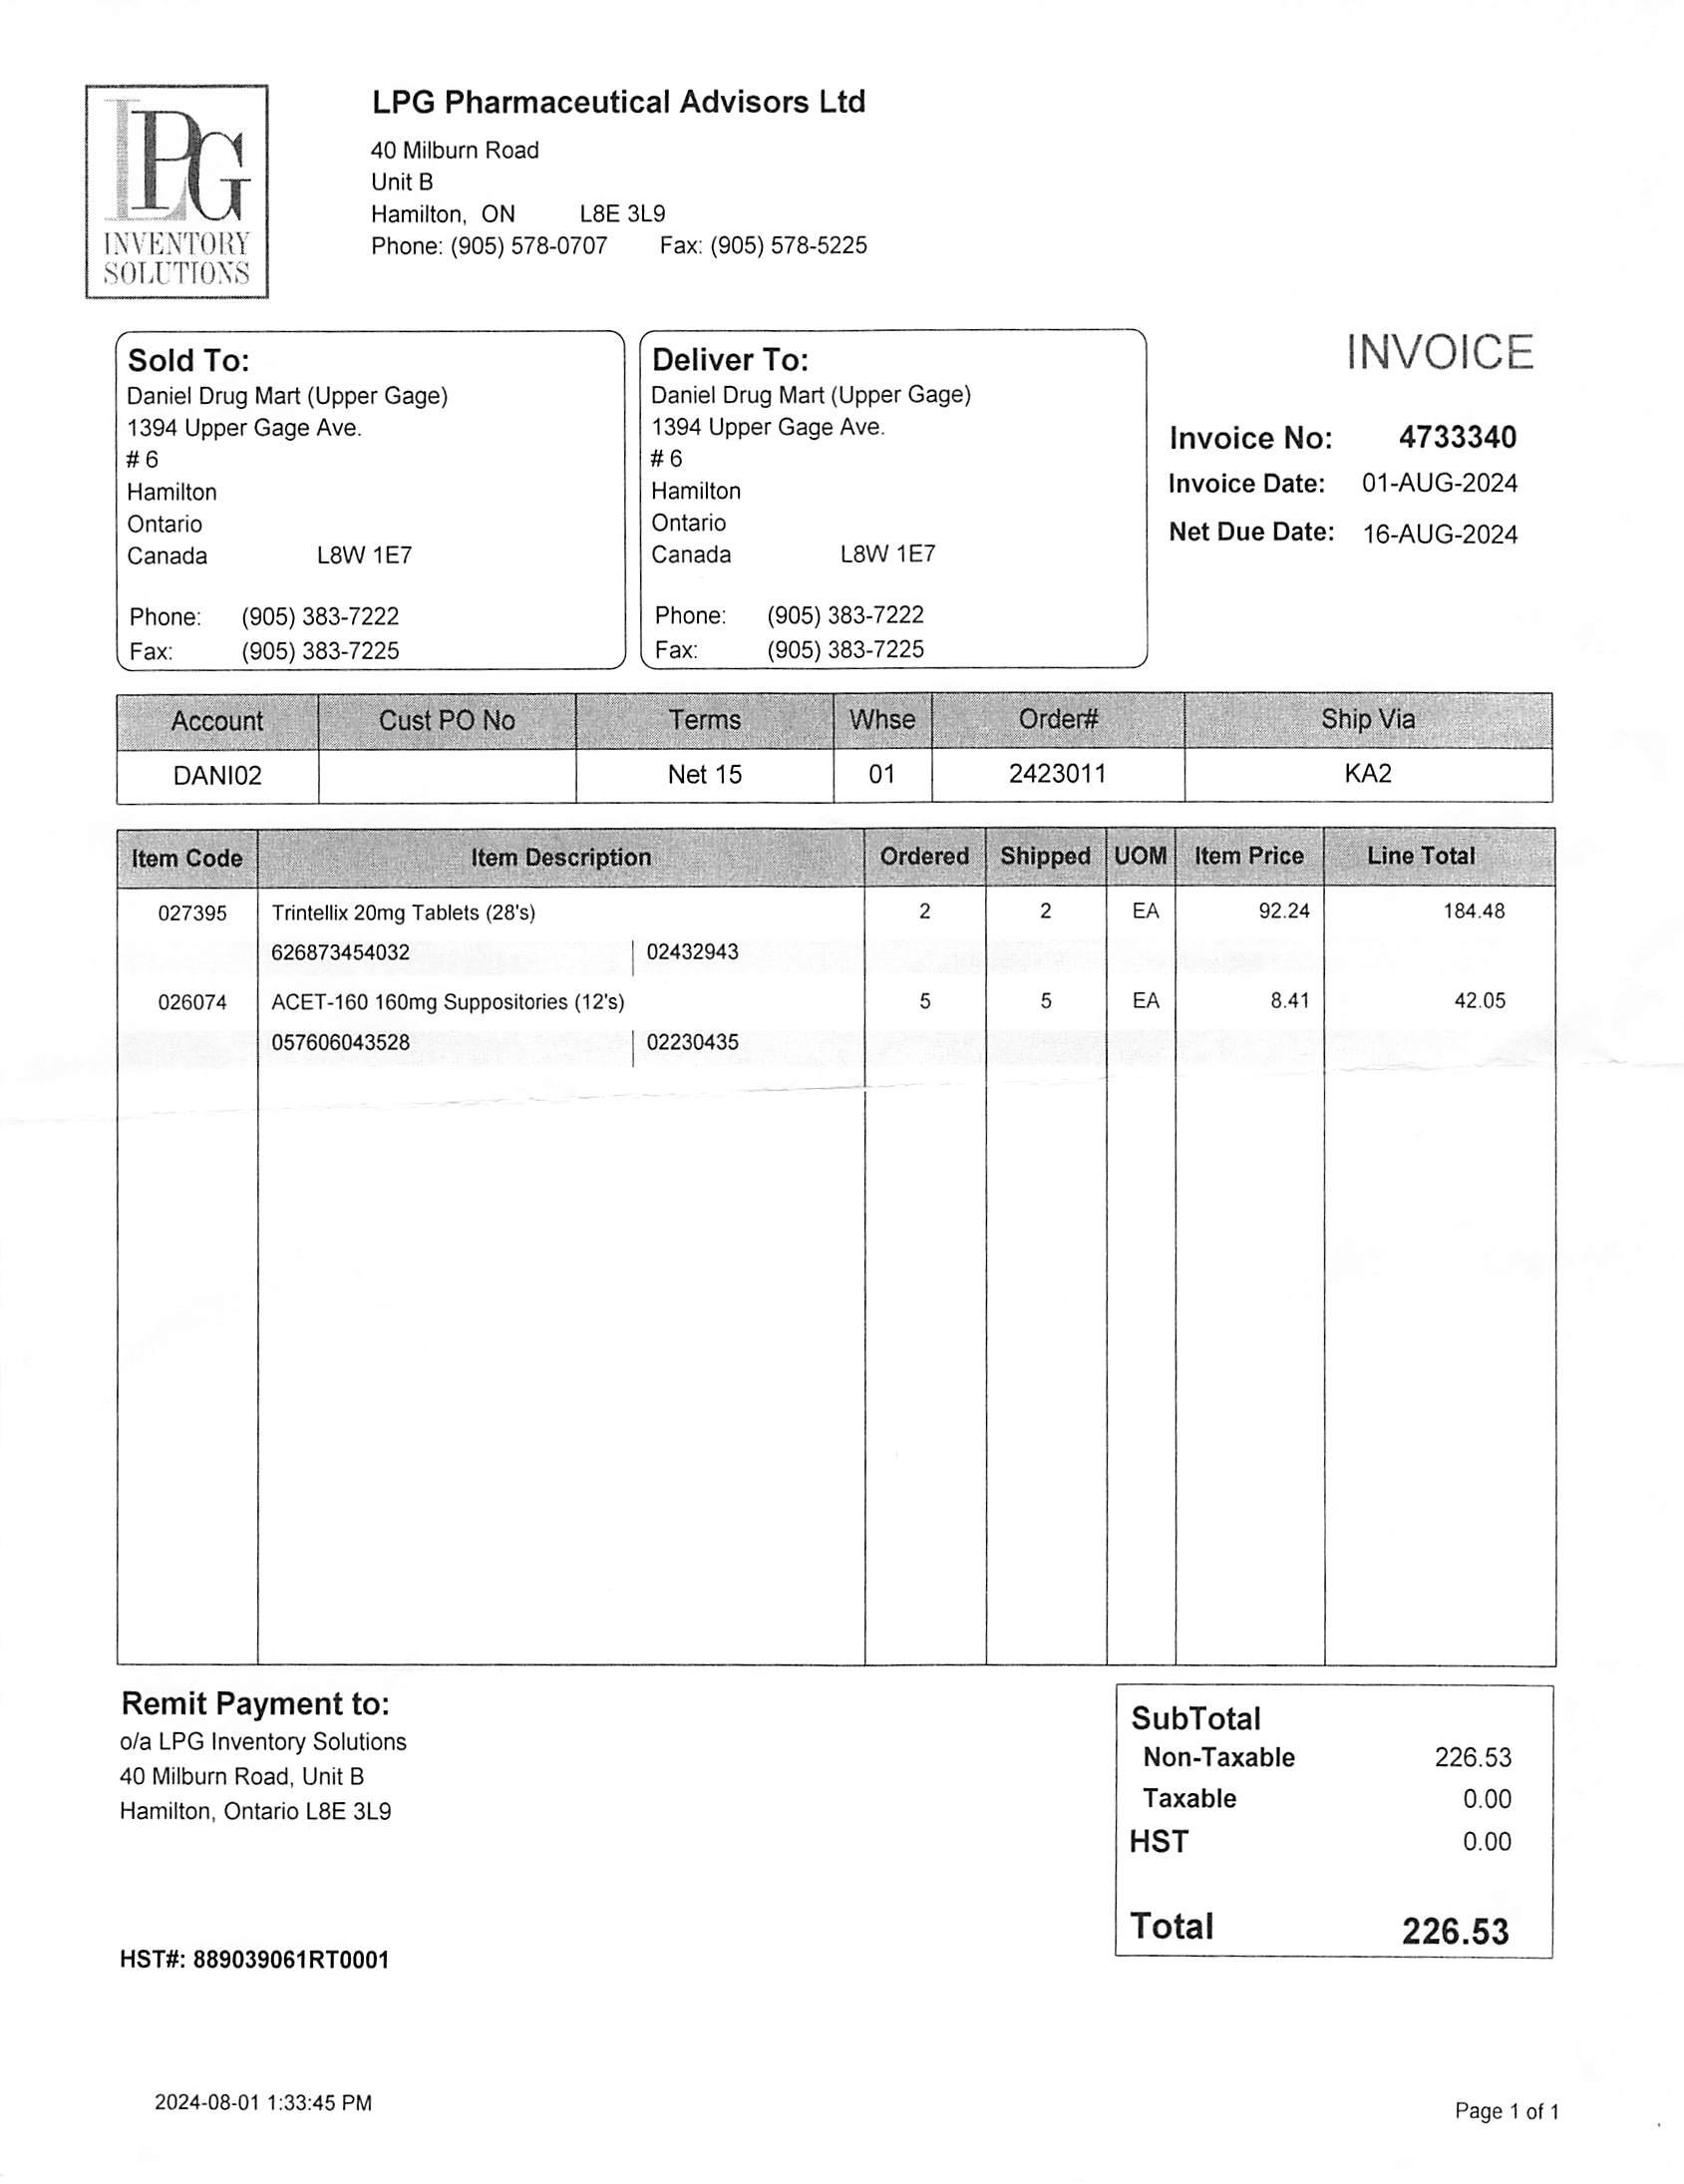 LPG
INVENTORY
SOLUTIONS
LPG Pharmaceutical Advisors Ltd
40 Milburn Road
Unit B
Hamilton, ON L8E 3L9
Phone: (905) 578-0707 Fax: (905) 578-5225
Sold To:
Daniel Drug Mart (Upper Gage)
1394 Upper Gage Ave.
# 6
Hamilton
Ontario
Canada L8W 1E7
Phone: (905) 383-7222
Fax: (905) 383-7225
Deliver To:
Daniel Drug Mart (Upper Gage)
1394 Upper Gage Ave.
# 6
Hamilton
Ontario
Canada L8W 1E7
Phone: (905) 383-7222
Fax: (905) 383-7225
INVOICE
Invoice No: 4733340
Invoice Date: 01-AUG-2024
Net Due Date: 16-AUG-2024
Account Cust PO No Terms Whse Order# Ship Via
DANI02 Net 15 01 2423011 KA2
Item Code Item Description Ordered Shipped UOM Item Price Line Total
027395 Trintellix 20mg Tablets (28's) 2 2 EA 92.24 184.48
626873454032 02432943
026074 ACET-160 160mg Suppositories (12's) 5 5 EA 8.41 42.05
057606043528 02230435
Remit Payment to:
o/a LPG Inventory Solutions
40 Milburn Road, Unit B
Hamilton, Ontario L8E 3L9
HST#: 889039061RT0001
SubTotal
Non-Taxable 226.53
Taxable 0.00
HST 0.00
Total 226.53
2024-08-01 1:33:45 PM
Page 1 of 1